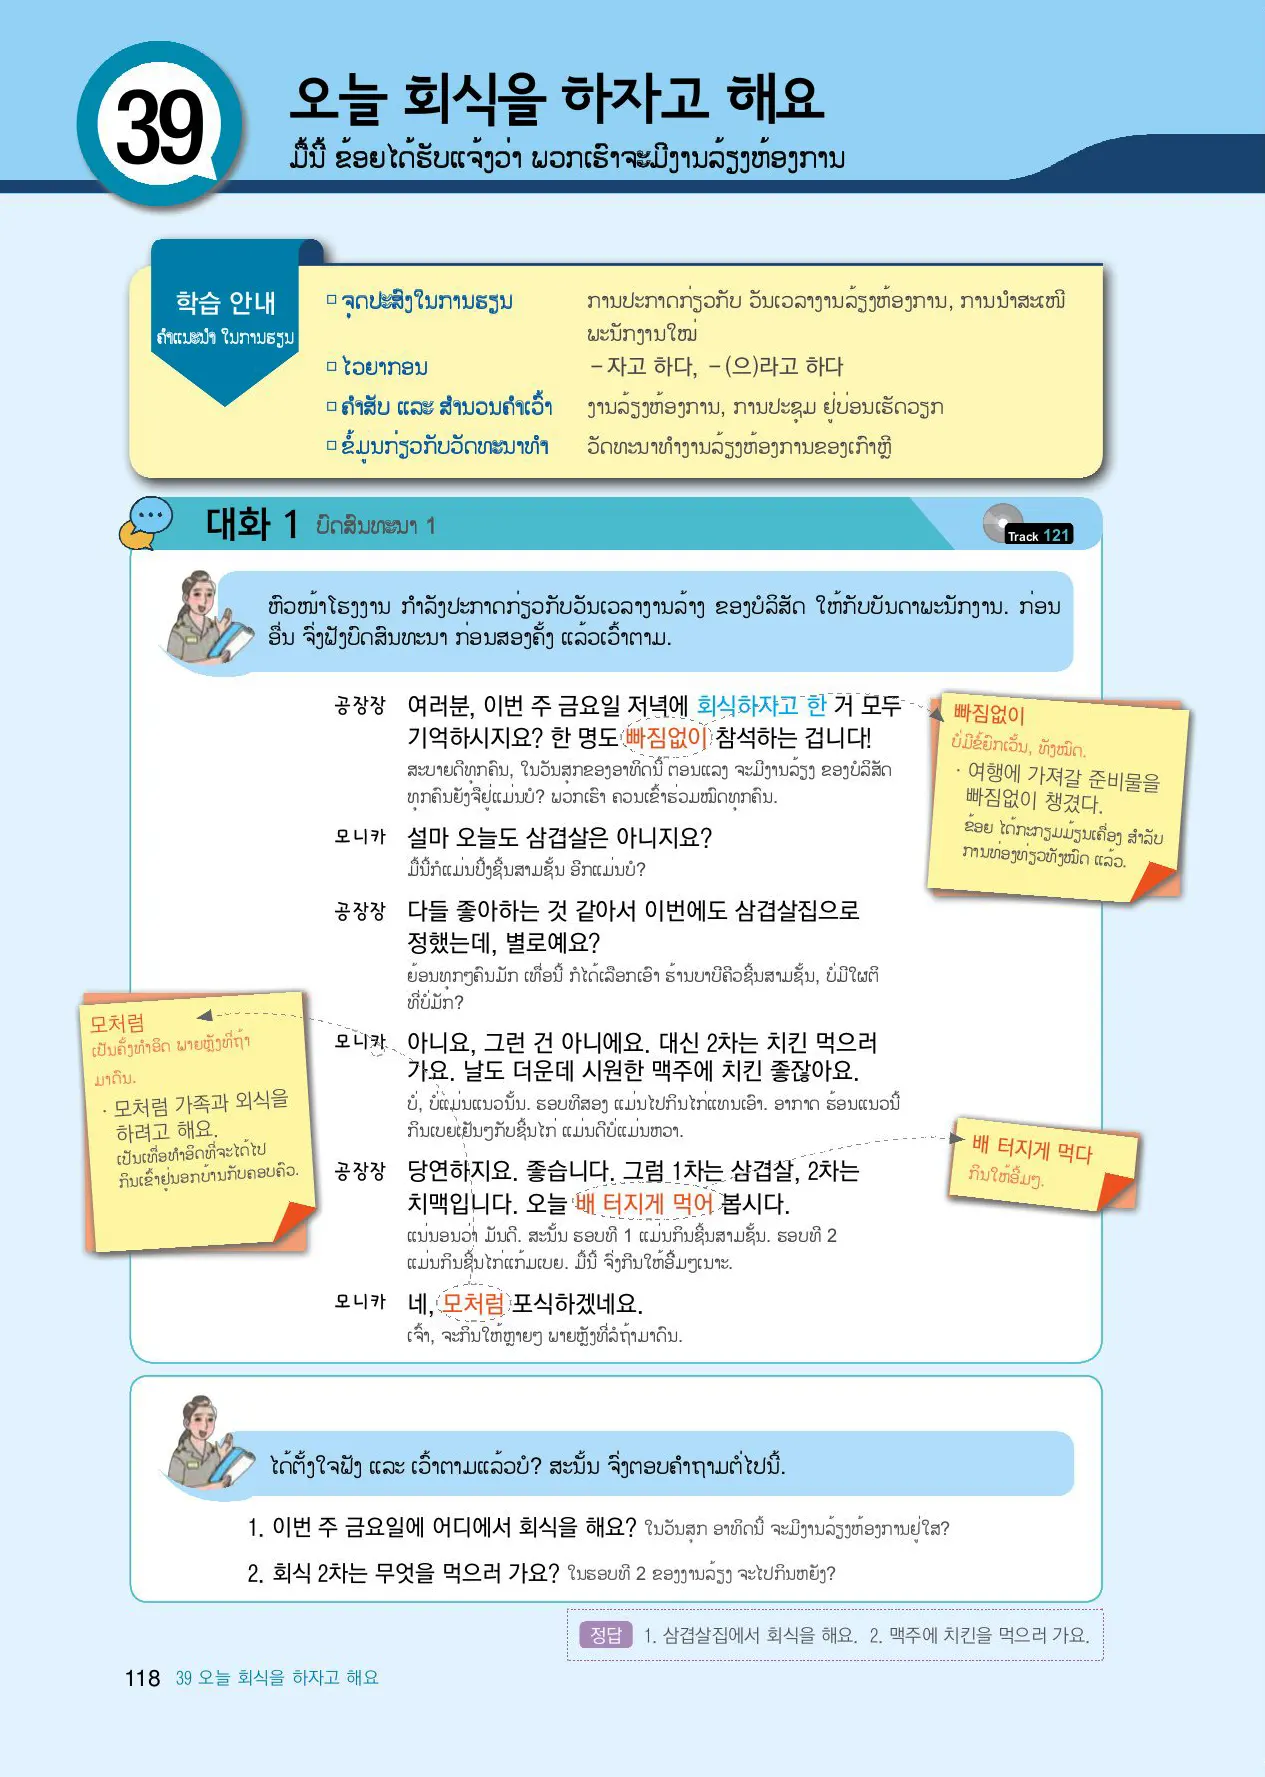 39
오늘 회식을 하자고 해요
ມື້ນີ້ ຂ້ອຍໄດ້ຮັບແຈ້ງວ່າ ພວກເຮົາຈະມີງານລ້ຽງຫ້ອງການ
학습 안내
ຄຳແນະນຳ ໃນການຮຽນ
□ ຈຸດປະສົງໃນການຮຽນ ການປະກາດກ່ຽວກັບ ວັນເວລາງານລ້ຽງຫ້ອງການ, ການນຳສະເໜີ
ພະນັກງານໃໝ່
□ ໄວຍາກອນ －자고 하다, －(으)라고 하다
□ ຄຳສັບ ແລະ ສຳນວນຄຳເວົ້າ ງານລ້ຽງຫ້ອງການ, ການປະຊຸມ ຢູ່ບ່ອນເຮັດວຽກ
□ ຂໍ້ມູນກ່ຽວກັບວັດທະນາທຳ ວັດທະນາທຳງານລ້ຽງຫ້ອງການຂອງເກົາຫຼີ
대화 1 ບົດສົນທະນາ 1
Track 121
ຫົວໜ້າໂຮງງານ ກຳລັງປະກາດກ່ຽວກັບວັນເວລາງານລ້າງ ຂອງບໍລິສັດ ໃຫ້ກັບບັນດາພະນັກງານ. ກ່ອນ
ອື່ນ ຈົ່ງຟັງບົດສົນທະນາ ກ່ອນສອງຄັ້ງ ແລ້ວເວົ້າຕາມ.
공장장 여러분, 이번 주 금요일 저녁에 회식하자고 한 거 모두
기억하시지요? 한 명도 빠짐없이 참석하는 겁니다!
ສະບາຍດີທຸກຄົນ, ໃນວັນສຸກຂອງອາທິດນີ້ ຕອນແລງ ຈະມີງານລ້ຽງ ຂອງບໍລິສັດ
ທຸກຄົນຍັງຈືຢູ່ແມ່ນບໍ? ພວກເຮົາ ຄວນເຂົ້າຮ່ວມໝົດທຸກຄົນ.
빠짐없이
ບໍ່ມີຂໍ້ຍົກເວັ້ນ, ທັງໝົດ.
· 여행에 가져갈 준비물을
빠짐없이 챙겼다.
ຂ້ອຍ ໄດ້ກະກຽມມ້ຽນເຄື່ອງ ສຳລັບ
ການທ່ອງທ່ຽວທັງໝົດ ແລ້ວ.
모니카 설마 오늘도 삼겹살은 아니지요?
ມື້ນີ້ກໍແມ່ນປີ້ງຊີ້ນສາມຊັ້ນ ອີກແມ່ນບໍ?
공장장 다들 좋아하는 것 같아서 이번에도 삼겹살집으로
정했는데, 별로예요?
ຍ້ອນທຸກໆຄົນມັກ ເທື່ອນີ້ ກໍໄດ້ເລືອກເອົາ ຮ້ານບາບີຄິວຊີ້ນສາມຊັ້ນ, ບໍ່ມີໃຜຕິ
ທີ່ບໍ່ມັກ?
모처럼
ເປັນຄັ້ງທຳອິດ ພາຍຫຼັງທີ່ຖ້າ
ມາດົນ.
· 모처럼 가족과 외식을
하려고 해요.
ເປັນເທື່ອທຳອິດທີ່ຈະໄດ້ໄປ
ກິນເຂົ້າຢູ່ນອກບ້ານກັບຄອບຄົວ.
모니카 아니요, 그런 건 아니에요. 대신 2차는 치킨 먹으러
가요. 날도 더운데 시원한 맥주에 치킨 좋잖아요.
ບໍ່, ບໍ່ແມ່ນແນວນັ້ນ. ຮອບທີສອງ ແມ່ນໄປກິນໄກ່ແທນເອົາ. ອາກາດ ຮ້ອນແນວນີ້
ກິນເບຍເຢັນໆກັບຊີ້ນໄກ່ ແມ່ນດີບໍ່ແມ່ນຫວາ.
공장장 당연하지요. 좋습니다. 그럼 1차는 삼겹살, 2차는
치맥입니다. 오늘 배 터지게 먹어 봅시다.
ແນ່ນອນວ່າ ມັນດີ. ສະນັ້ນ ຮອບທີ 1 ແມ່ນກິນຊີ້ນສາມຊັ້ນ. ຮອບທີ 2
ແມ່ນກິນຊີ້ນໄກ່ແກ້ມເບຍ. ມື້ນີ້ ຈົ່ງກິນໃຫ້ອີ່ມໆເນາະ.
배 터지게 먹다
ກິນໃຫ້ອີ່ມໆ.
모니카 네, 모처럼 포식하겠네요.
ເຈົ້າ, ຈະກິນໃຫ້ຫຼາຍໆ ພາຍຫຼັງທີ່ລໍຖ້າມາດົນ.
ໄດ້ຕັ້ງໃຈຟັງ ແລະ ເວົ້າຕາມແລ້ວບໍ? ສະນັ້ນ ຈົ່ງຕອບຄຳຖາມຕໍ່ໄປນີ້.
1. 이번 주 금요일에 어디에서 회식을 해요? ໃນວັນສຸກ ອາທິດນີ້ ຈະມີງານລ້ຽງຫ້ອງການຢູ່ໃສ?
2. 회식 2차는 무엇을 먹으러 가요? ໃນຮອບທີ 2 ຂອງງານລ້ຽງ ຈະໄປກິນຫຍັງ?
정답 1. 삼겹살집에서 회식을 해요. 2. 맥주에 치킨을 먹으러 가요.
118 39 오늘 회식을 하자고 해요